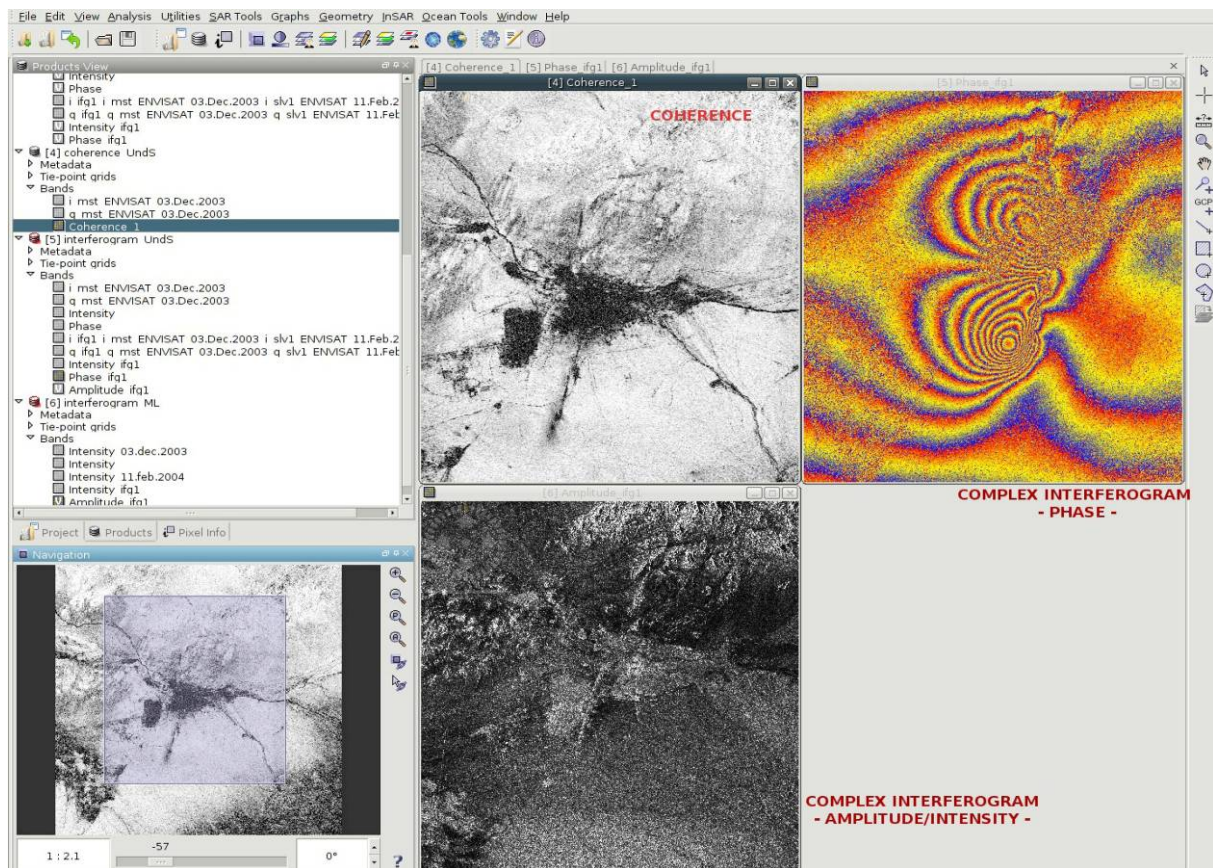 File Edit View Analysis Utilities SAR Tools Graphs Geometry InSAR Ocean Tools Window Help
Products View
Intensity
Phase
i ifg1 i mst ENVISAT 03.Dec.2003 i slv1 ENVISAT 11.Feb.2
q ifg1 q mst ENVISAT 03.Dec.2003 q slv1 ENVISAT 11.Feb
Intensity ifg1
Phase ifg1
[4] coherence UndS
Metadata
Tie-point grids
Bands
i mst ENVISAT 03.Dec.2003
q mst ENVISAT 03.Dec.2003
Coherence 1
[5] interferogram UndS
Metadata
Tie-point grids
Bands
i mst ENVISAT 03.Dec.2003
q mst ENVISAT 03.Dec.2003
Intensity
Phase
i ifg1 i mst ENVISAT 03.Dec.2003 i slv1 ENVISAT 11.Feb.2
q ifg1 q mst ENVISAT 03.Dec.2003 q slv1 ENVISAT 11.Feb
Intensity ifg1
Phase ifg1
Amplitude ifg1
[6] interferogram ML
Metadata
Tie-point grids
Bands
Intensity 03.dec.2003
Intensity
Intensity 11.feb.2004
Intensity ifg1
Amplitude ifg1
Project Products Pixel Info
Navigation
1 : 2.1
-57
0°
[4] Coherence_1 [5] Phase_ifg1 [6] Amplitude_ifg1
[4] Coherence_1
COHERENCE
[5] Phase_ifg1
COMPLEX INTERFEROGRAM
- PHASE -
[6] Amplitude_ifg1
COMPLEX INTERFEROGRAM
- AMPLITUDE/INTENSITY -
GCP